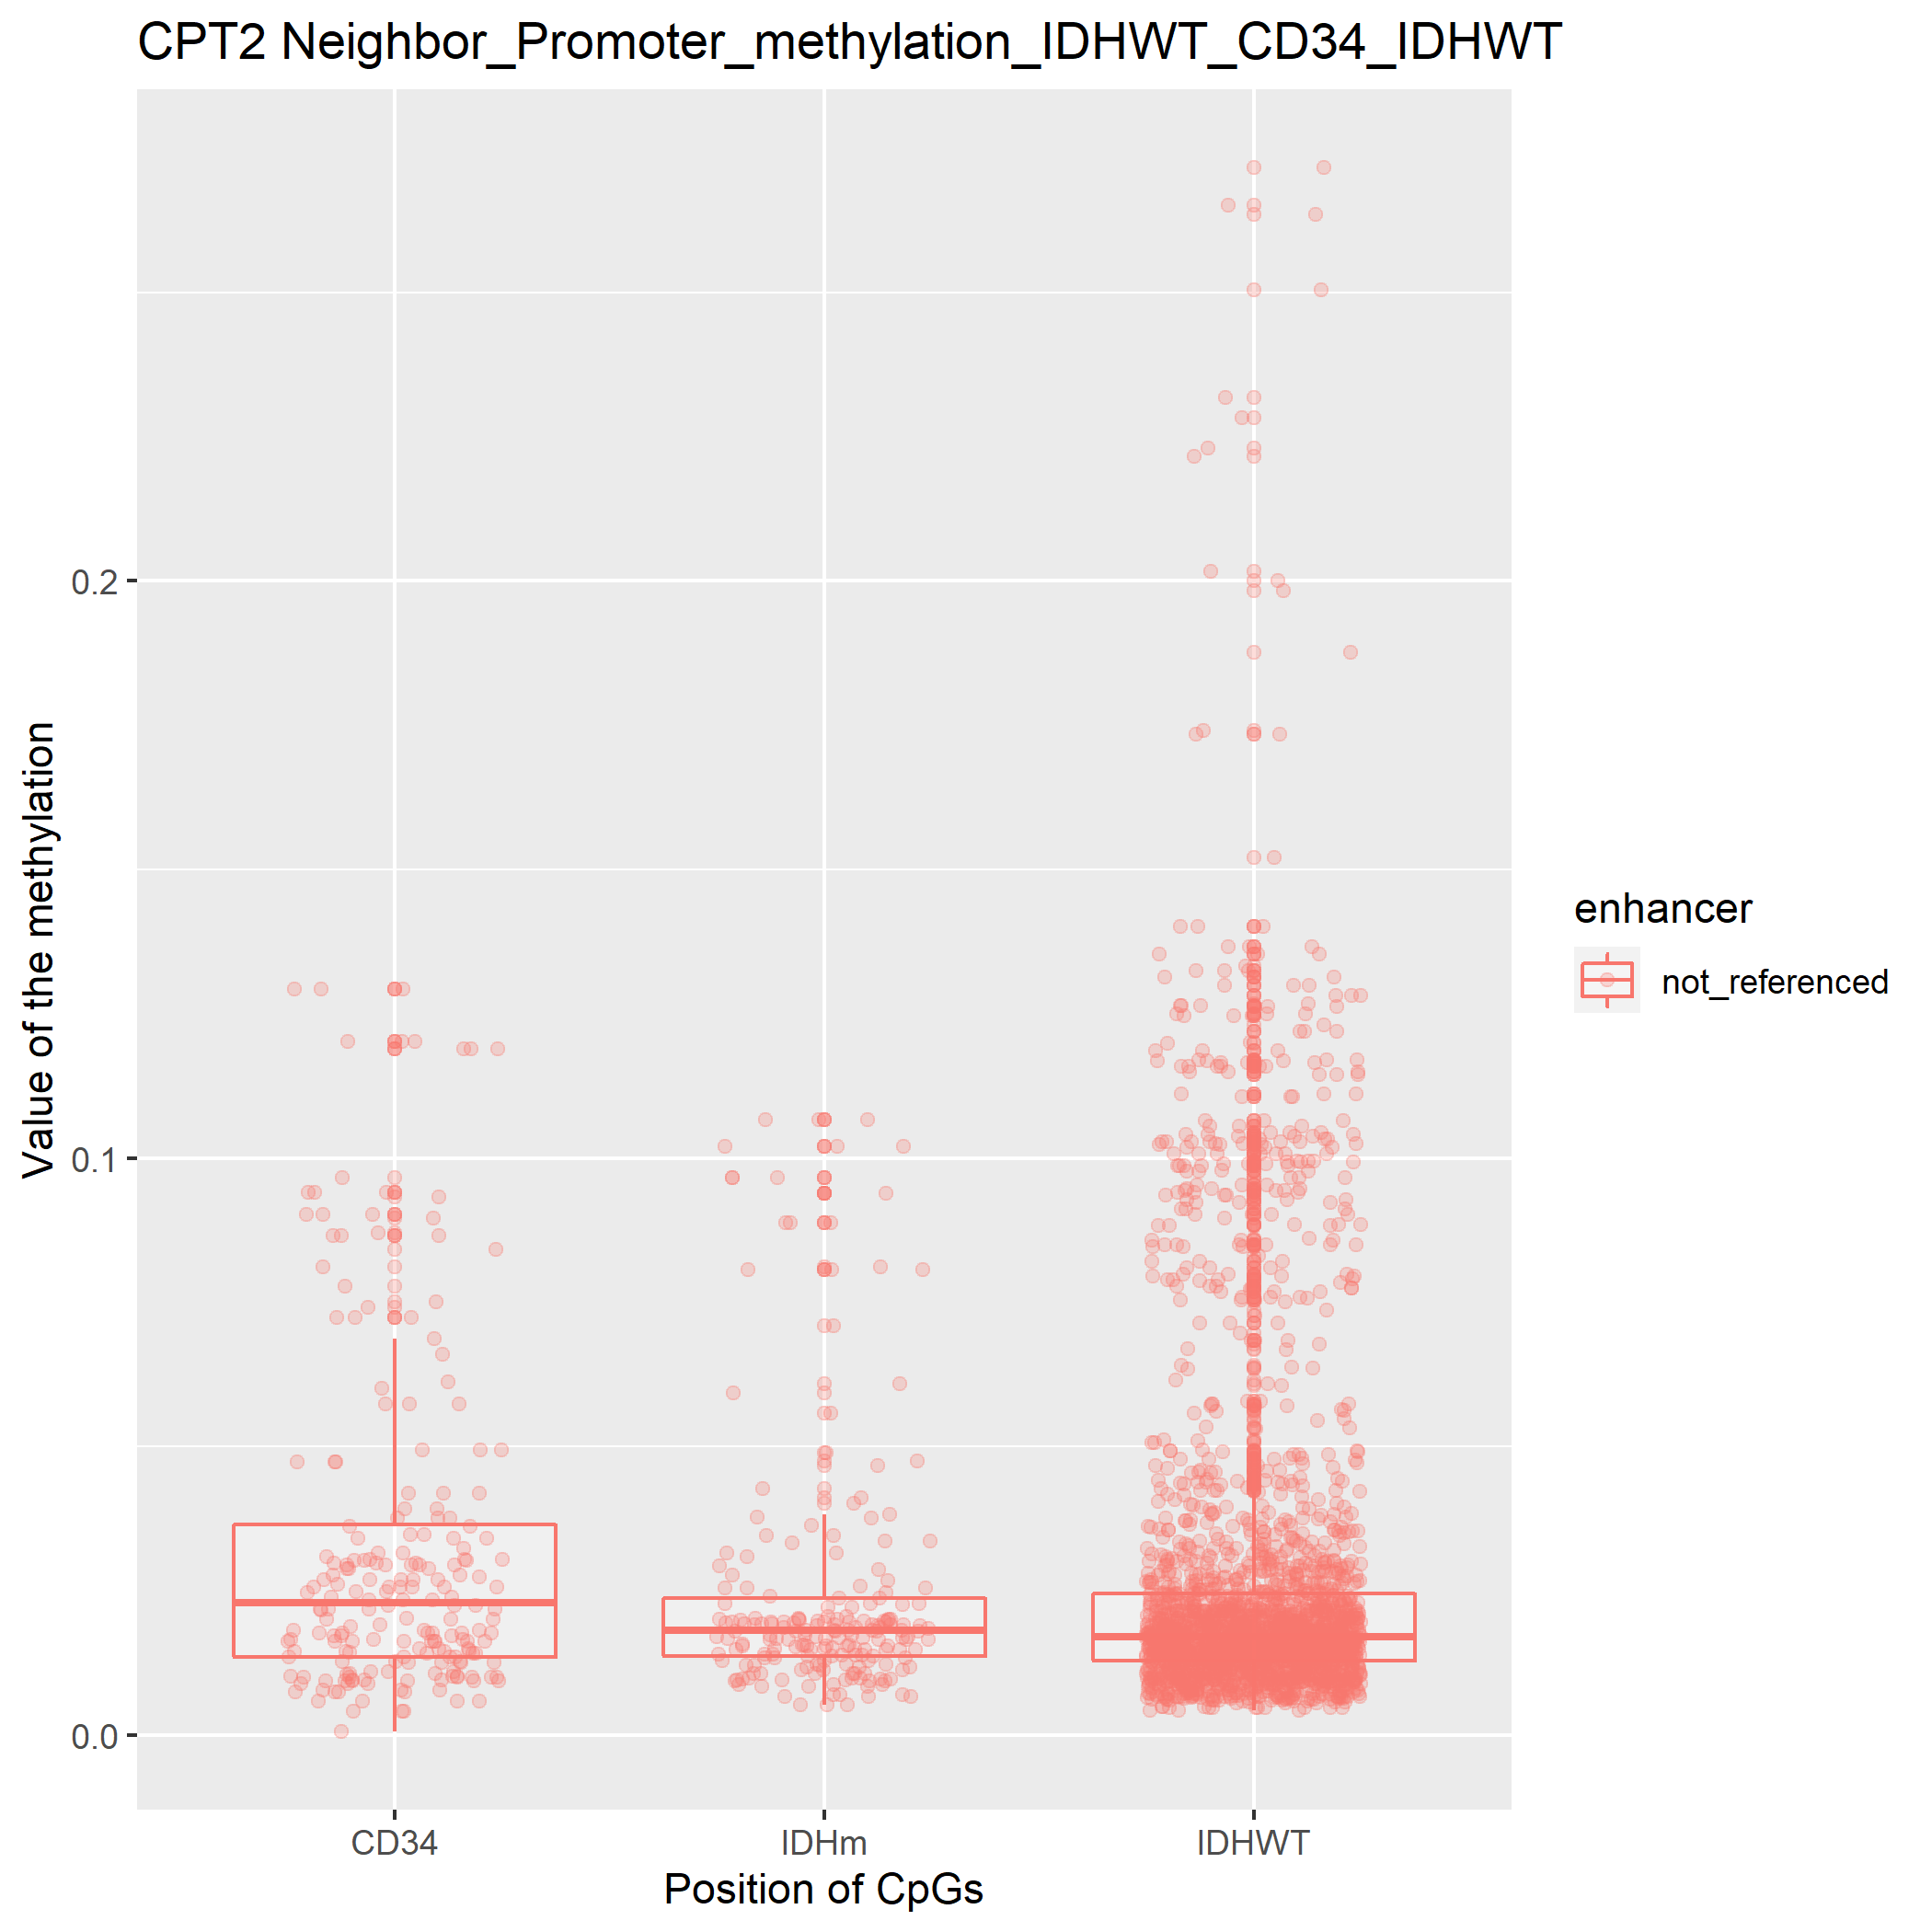 CPT2 Neighbor_Promoter_methylation_IDHWT_CD34_IDHWT
Value of the methylation
0.2
0.1
0.0
CD34 IDHm IDHWT
Position of CpGs
enhancer
not_referenced